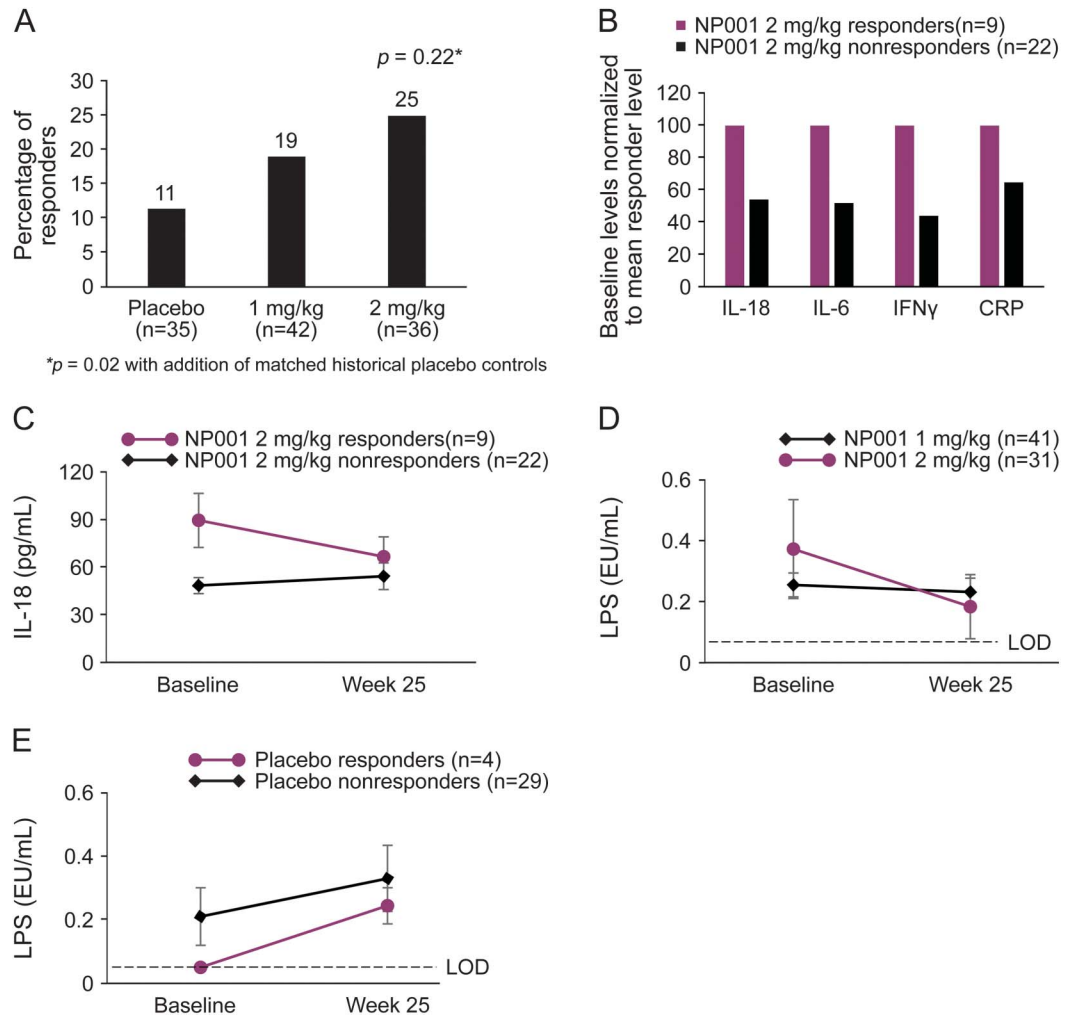 A
p = 0.22*
Percentage of
responders
30
25
20
15
10
5
0
11
19
25
Placebo
(n=35)
1 mg/kg
(n=42)
2 mg/kg
(n=36)
*p = 0.02 with addition of matched historical placebo controls
B
NP001 2 mg/kg responders(n=9)
NP001 2 mg/kg nonresponders (n=22)
Baseline levels normalized
to mean responder level
120
100
80
60
40
20
0
IL-18
IL-6
IFNγ
CRP
C
NP001 2 mg/kg responders(n=9)
NP001 2 mg/kg nonresponders (n=22)
IL-18 (pg/mL)
120
90
60
30
0
Baseline
Week 25
D
NP001 1 mg/kg (n=41)
NP001 2 mg/kg (n=31)
LPS (EU/mL)
0.6
0.4
0.2
0
LOD
Baseline
Week 25
E
Placebo responders (n=4)
Placebo nonresponders (n=29)
LPS (EU/mL)
0.6
0.4
0.2
0
LOD
Baseline
Week 25